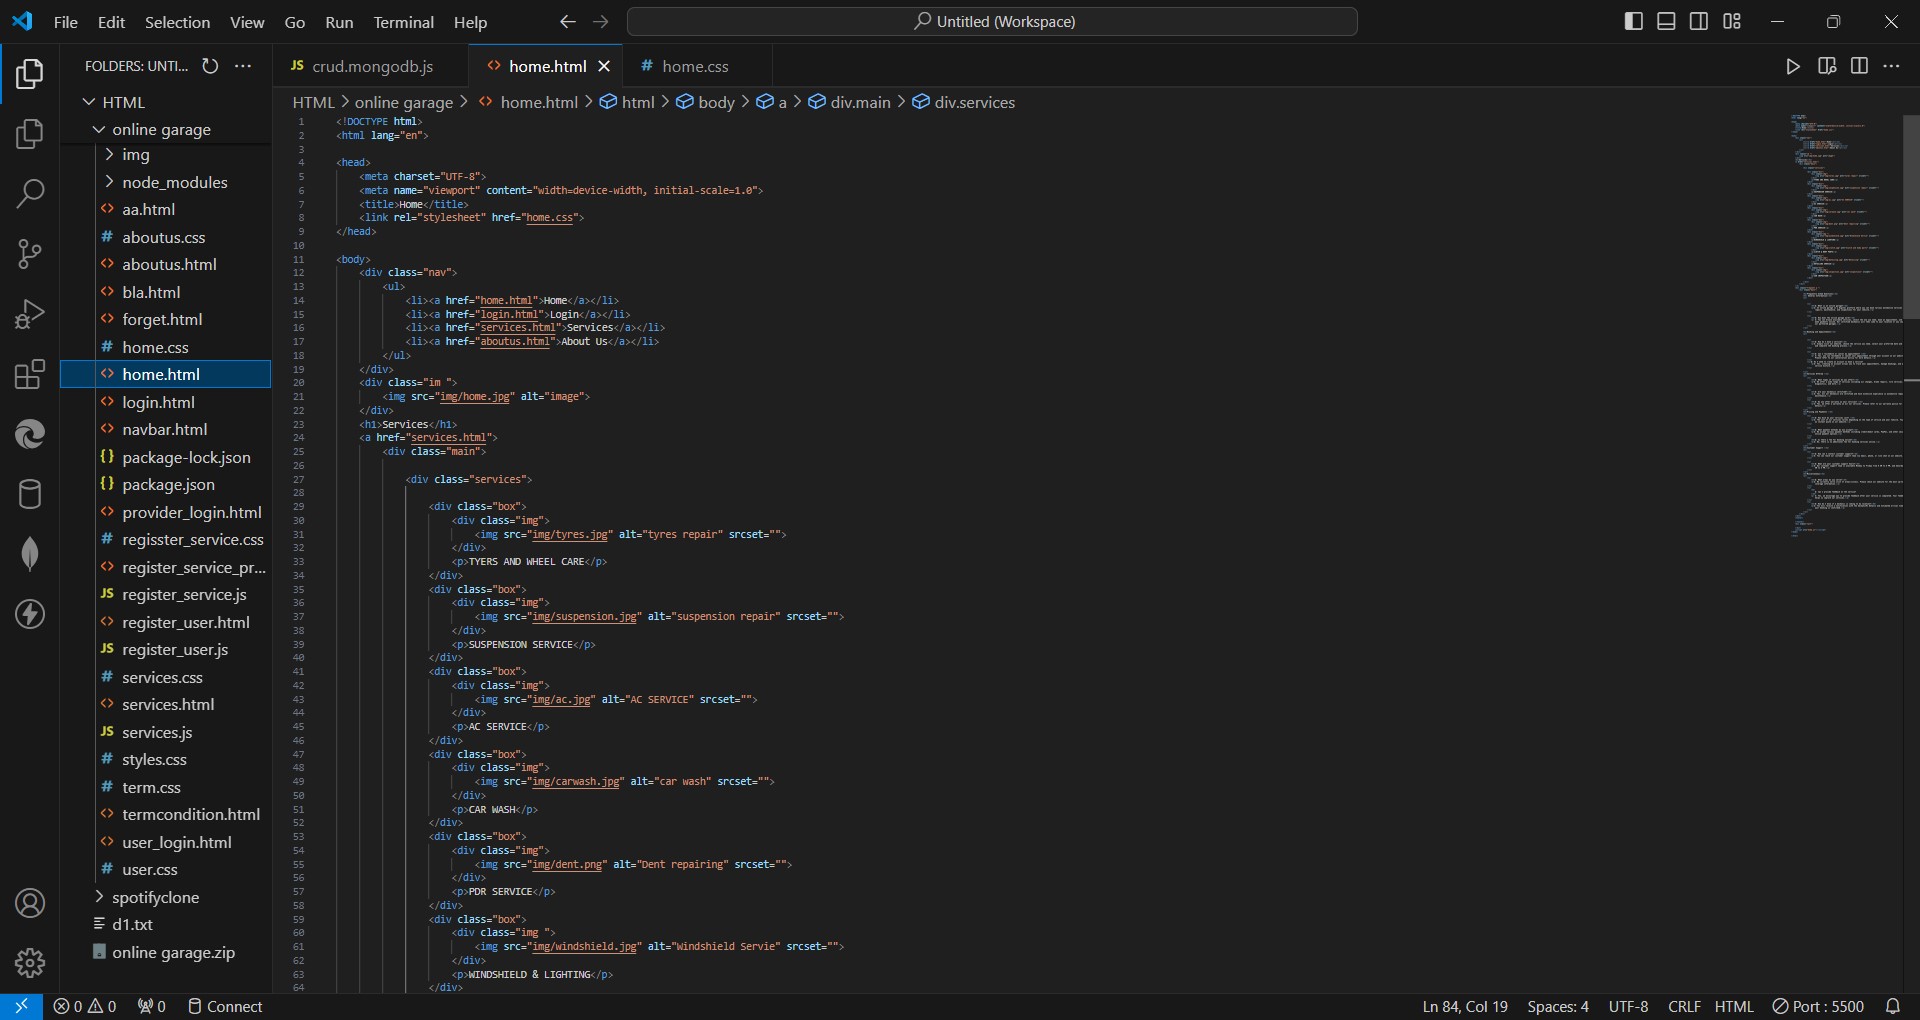 File Edit Selection View Go Run Terminal Help
Untitled (Workspace)
FOLDERS: UNTI...
HTML
online garage
img
node_modules
aa.html
aboutus.css
aboutus.html
bla.html
forget.html
home.css
home.html
login.html
navbar.html
package-lock.json
package.json
provider_login.html
regisster_service.css
register_service_pr...
register_service.js
register_user.html
register_user.js
services.css
services.html
services.js
styles.css
term.css
termcondition.html
user_login.html
user.css
spotifyclone
d1.txt
online garage.zip
JS crud.mongodb.js <> home.html # home.css
HTML > online garage > <> home.html > html > body > a > div.main > div.services
1 <!DOCTYPE html>
2 <html lang="en">
3
4 <head>
5 <meta charset="UTF-8">
6 <meta name="viewport" content="width=device-width, initial-scale=1.0">
7 <title>Home</title>
8 <link rel="stylesheet" href="home.css">
9 </head>
10
11 <body>
12 <div class="nav">
13 <ul>
14 <li><a href="home.html">Home</a></li>
15 <li><a href="login.html">Login</a></li>
16 <li><a href="services.html">Services</a></li>
17 <li><a href="aboutus.html">About Us</a></li>
18 </ul>
19 </div>
20 <div class="im ">
21 <img src="img/home.jpg" alt="image">
22 </div>
23 <h1>Services</h1>
24 <a href="services.html">
25 <div class="main">
26
27 <div class="services">
28
29 <div class="box">
30 <div class="img">
31 <img src="img/tyres.jpg" alt="tyres repair" srcset="">
32 </div>
33 <p>TYERS AND WHEEL CARE</p>
34 </div>
35 <div class="box">
36 <div class="img">
37 <img src="img/suspension.jpg" alt="suspension repair" srcset="">
38 </div>
39 <p>SUSPENSION SERVICE</p>
40 </div>
41 <div class="box">
42 <div class="img">
43 <img src="img/ac.jpg" alt="AC SERVICE" srcset="">
44 </div>
45 <p>AC SERVICE</p>
46 </div>
47 <div class="box">
48 <div class="img">
49 <img src="img/carwash.jpg" alt="car wash" srcset="">
50 </div>
51 <p>CAR WASH</p>
52 </div>
53 <div class="box">
54 <div class="img">
55 <img src="img/dent.png" alt="Dent repairing" srcset="">
56 </div>
57 <p>PDR SERVICE</p>
58 </div>
59 <div class="box">
60 <div class="img ">
61 <img src="img/windshield.jpg" alt="Windshield Servie" srcset="">
62 </div>
63 <p>WINDSHIELD & LIGHTING</p>
64 </div>
0 0 0 Connect
Ln 84, Col 19 Spaces: 4 UTF-8 CRLF HTML Port : 5500